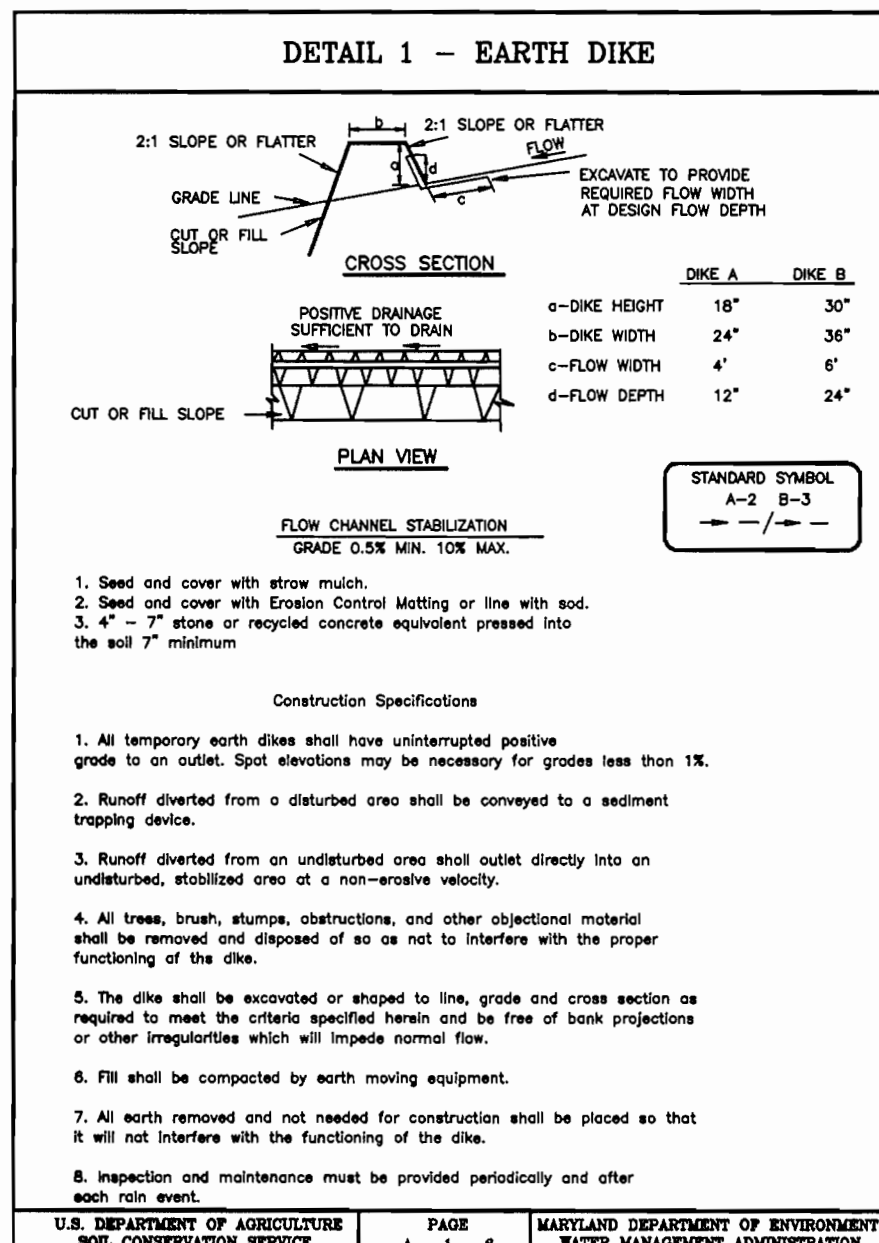 DETAIL 1 – EARTH DIKE
b
2:1 SLOPE OR FLATTER
2:1 SLOPE OR FLATTER
FLOW
a
d
EXCAVATE TO PROVIDE
REQUIRED FLOW WIDTH
AT DESIGN FLOW DEPTH
GRADE LINE
c
CUT OR FILL
SLOPE
CROSS SECTION
DIKE A DIKE B
a-DIKE HEIGHT 18" 30"
b-DIKE WIDTH 24" 36"
c-FLOW WIDTH 4' 6'
d-FLOW DEPTH 12" 24"
POSITIVE DRAINAGE
SUFFICIENT TO DRAIN
CUT OR FILL SLOPE
PLAN VIEW
STANDARD SYMBOL
A-2 B-3
FLOW CHANNEL STABILIZATION
GRADE 0.5% MIN. 10% MAX.
1. Seed and cover with straw mulch.
2. Seed and cover with Erosion Control Matting or line with sod.
3. 4" – 7" stone or recycled concrete equivalent pressed into
the soil 7" minimum
Construction Specifications
1. All temporary earth dikes shall have uninterrupted positive
grade to an outlet. Spot elevations may be necessary for grades less than 1%.
2. Runoff diverted from a disturbed area shall be conveyed to a sediment
trapping device.
3. Runoff diverted from an undisturbed area shall outlet directly into an
undisturbed, stabilized area at a non-erosive velocity.
4. All trees, brush, stumps, obstructions, and other objectional material
shall be removed and disposed of so as not to interfere with the proper
functioning of the dike.
5. The dike shall be excavated or shaped to line, grade and cross section as
required to meet the criteria specified herein and be free of bank projections
or other irregularities which will impede normal flow.
6. Fill shall be compacted by earth moving equipment.
7. All earth removed and not needed for construction shall be placed so that
it will not interfere with the functioning of the dike.
8. Inspection and maintenance must be provided periodically and after
each rain event.
U.S. DEPARTMENT OF AGRICULTURE
SOIL CONSERVATION SERVICE
PAGE
A - 1 - 6
MARYLAND DEPARTMENT OF ENVIRONMENT
WATER MANAGEMENT ADMINISTRATION